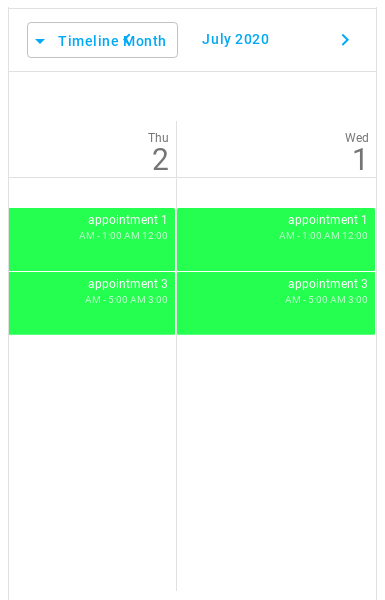 Timeline Month
July 2020
Thu
2
Wed
1
appointment 1
AM - 1:00 AM 12:00
appointment 1
AM - 1:00 AM 12:00
appointment 3
AM - 5:00 AM 3:00
appointment 3
AM - 5:00 AM 3:00